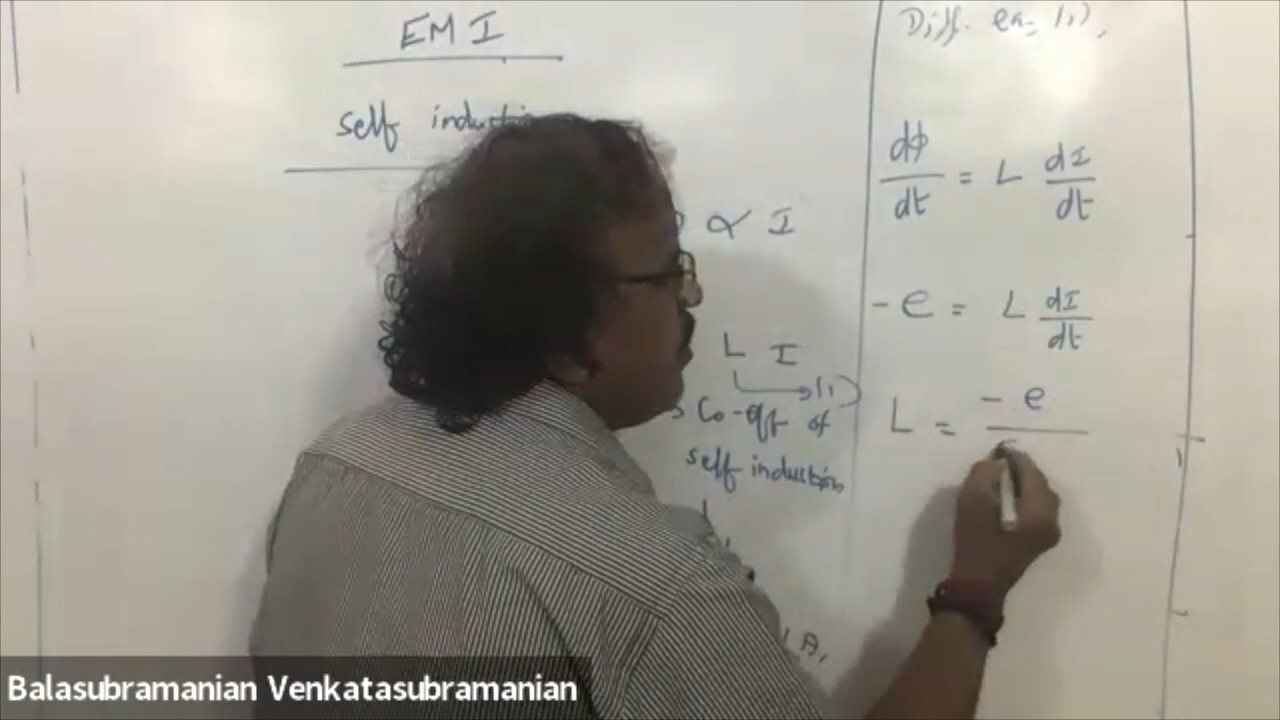 EMI
self induction
∝ I
L I
(1)
Co-eff of
self induction
Diff. eq (1),
dϕ/dt = L dI/dt
-e = L dI/dt
L = -e
Balasubramanian Venkatasubramanian